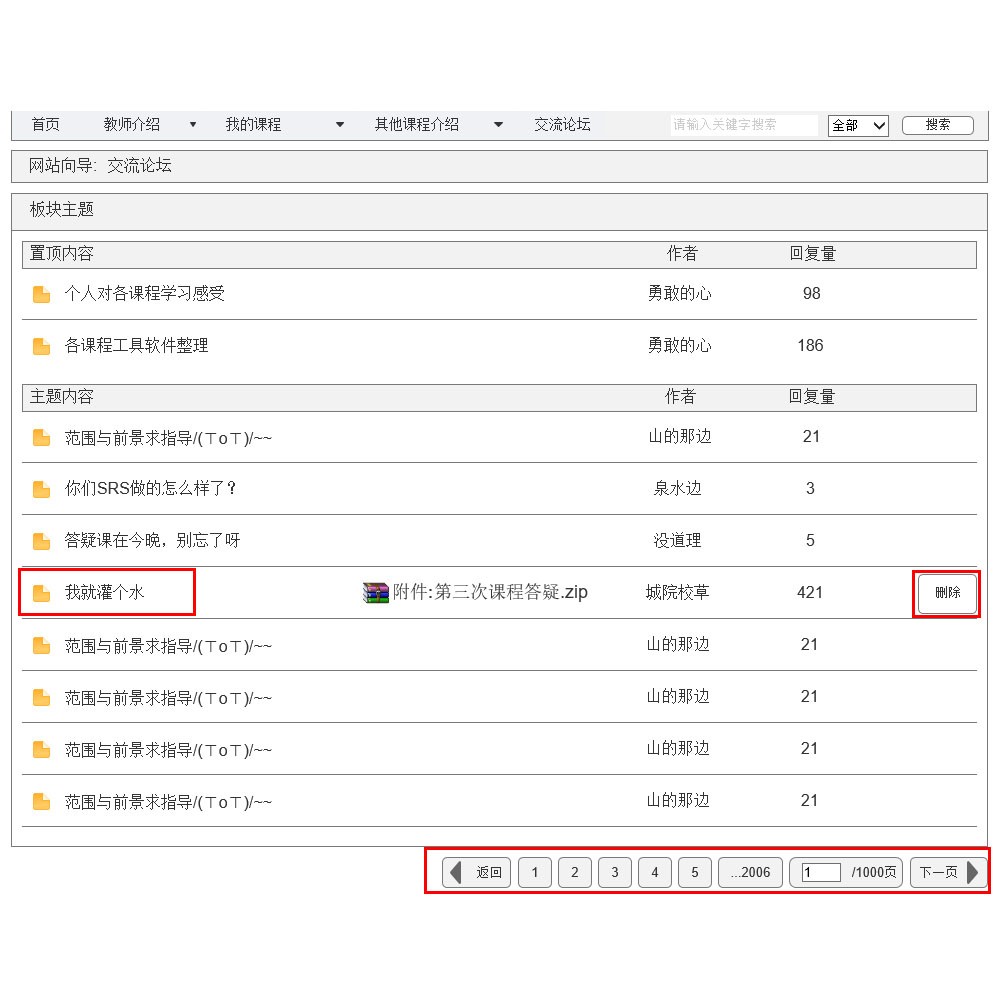 首页 教师介绍 我的课程 其他课程介绍 交流论坛 请输入关键字搜索 全部 搜索
网站向导: 交流论坛
板块主题
置顶内容 作者 回复量
个人对各课程学习感受 勇敢的心 98
各课程工具软件整理 勇敢的心 186
主题内容 作者 回复量
范围与前景求指导/(ㄒoㄒ)/~~ 山的那边 21
你们SRS做的怎么样了? 泉水边 3
答疑课在今晚，别忘了呀 没道理 5
我就灌个水 附件:第三次课程答疑.zip 城院校草 421 删除
范围与前景求指导/(ㄒoㄒ)/~~ 山的那边 21
范围与前景求指导/(ㄒoㄒ)/~~ 山的那边 21
范围与前景求指导/(ㄒoㄒ)/~~ 山的那边 21
范围与前景求指导/(ㄒoㄒ)/~~ 山的那边 21
返回 1 2 3 4 5 ...2006 1 /1000页 下一页